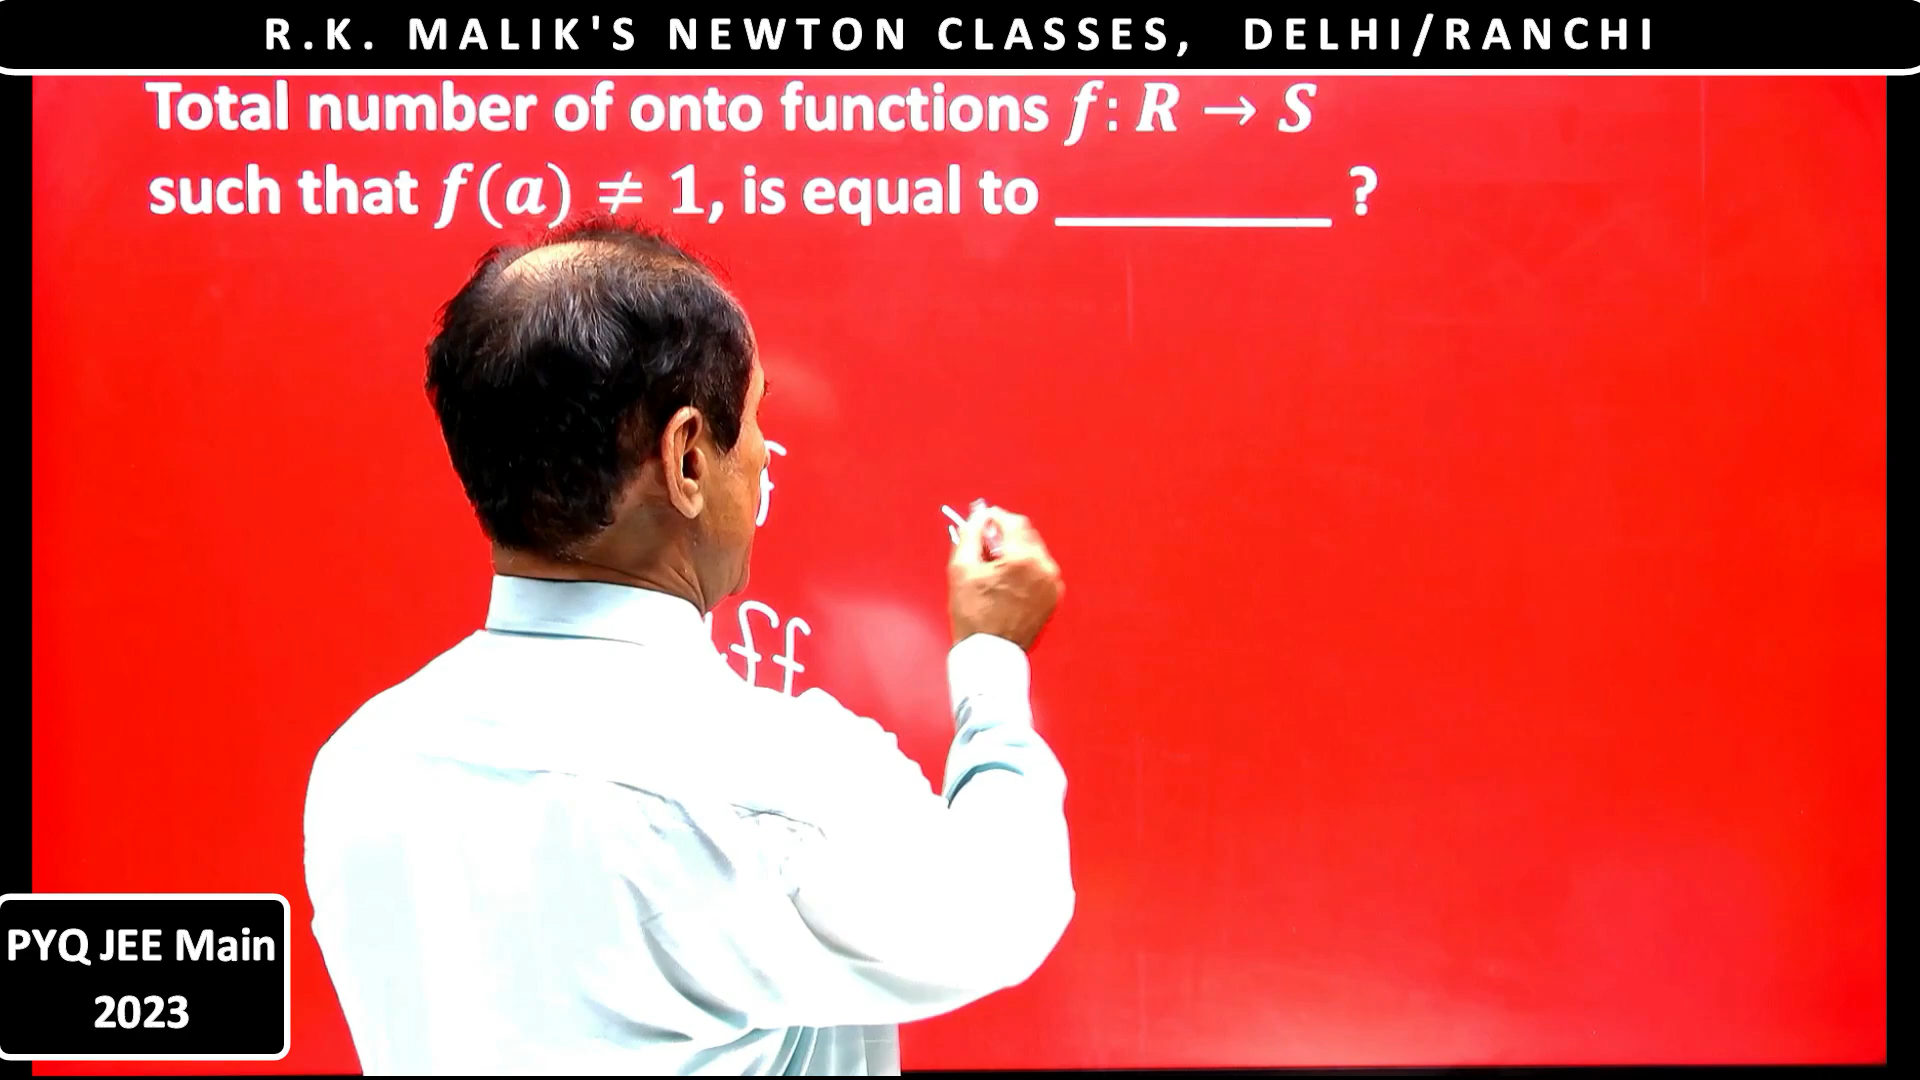 R.K. MALIK'S NEWTON CLASSES, DELHI/RANCHI
Total number of onto functions f: R → S
such that f(a) ≠ 1, is equal to ________ ?
f
ff
PYQ JEE Main
2023